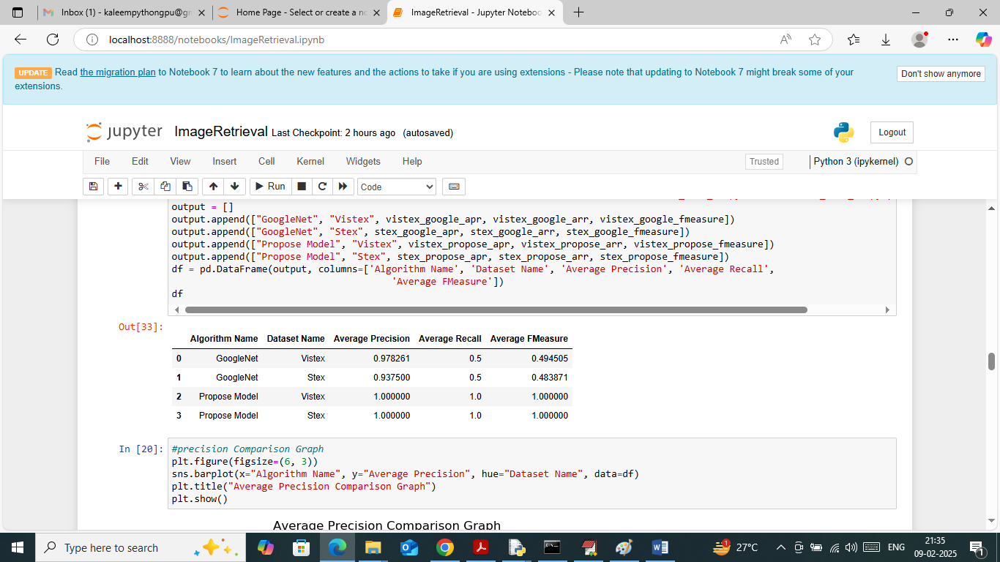 Inbox (1) - kaleempythongpu@gm
Home Page - Select or create a no
ImageRetrieval - Jupyter Notebook
localhost:8888/notebooks/ImageRetrieval.ipynb
UPDATE Read the migration plan to Notebook 7 to learn about the new features and the actions to take if you are using extensions - Please note that updating to Notebook 7 might break some of your
extensions.
Don't show anymore
jupyter ImageRetrieval Last Checkpoint: 2 hours ago (autosaved)
Logout
File Edit View Insert Cell Kernel Widgets Help
Trusted
Python 3 (ipykernel)
Run
Code
output = []
output.append(["GoogleNet", "Vistex", vistex_google_apr, vistex_google_arr, vistex_google_fmeasure])
output.append(["GoogleNet", "Stex", stex_google_apr, stex_google_arr, stex_google_fmeasure])
output.append(["Propose Model", "Vistex", vistex_propose_apr, vistex_propose_arr, vistex_propose_fmeasure])
output.append(["Propose Model", "Stex", stex_propose_apr, stex_propose_arr, stex_propose_fmeasure])
df = pd.DataFrame(output, columns=['Algorithm Name', 'Dataset Name', 'Average Precision', 'Average Recall',
'Average FMeasure'])
df
Out[33]:
Algorithm Name Dataset Name Average Precision Average Recall Average FMeasure
0 GoogleNet Vistex 0.978261 0.5 0.494505
1 GoogleNet Stex 0.937500 0.5 0.483871
2 Propose Model Vistex 1.000000 1.0 1.000000
3 Propose Model Stex 1.000000 1.0 1.000000
In [20]:
#precision Comparison Graph
plt.figure(figsize=(6, 3))
sns.barplot(x="Algorithm Name", y="Average Precision", hue="Dataset Name", data=df)
plt.title("Average Precision Comparison Graph")
plt.show()
Average Precision Comparison Graph
Type here to search
1
27°C
ENG
21:35
09-02-2025
1